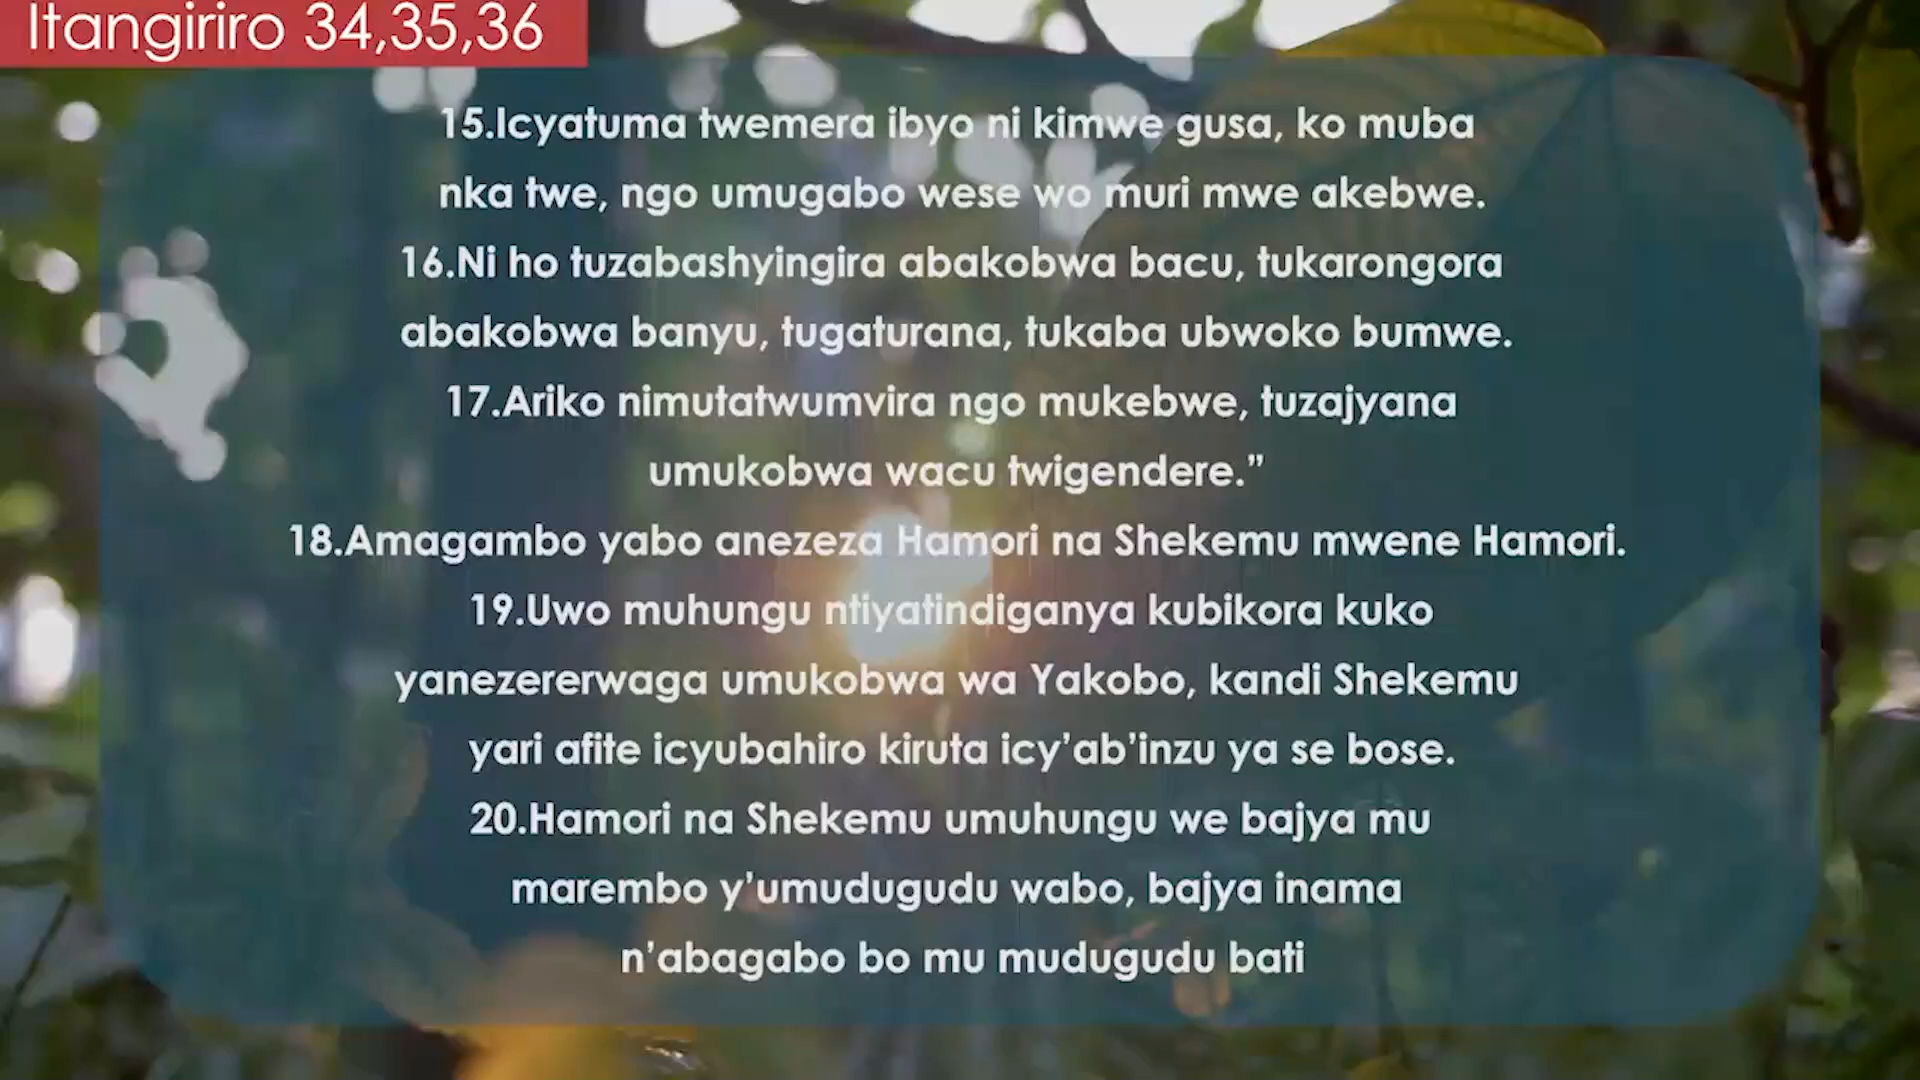 Itangiriro 34,35,36
15.Icyatuma twemera ibyo ni kimwe gusa, ko muba
nka twe, ngo umugabo wese wo muri mwe akebwe.
16.Ni ho tuzabashyingira abakobwa bacu, tukarongora
abakobwa banyu, tugaturana, tukaba ubwoko bumwe.
17.Ariko nimutatwumvira ngo mukebwe, tuzajyana
umukobwa wacu twigendere.”
18.Amagambo yabo anezeza Hamori na Shekemu mwene Hamori.
19.Uwo muhungu ntiyatindiganya kubikora kuko
yanezererwaga umukobwa wa Yakobo, kandi Shekemu
yari afite icyubahiro kiruta icy’ab’inzu ya se bose.
20.Hamori na Shekemu umuhungu we bajya mu
marembo y’umudugudu wabo, bajya inama
n’abagabo bo mu mudugudu bati